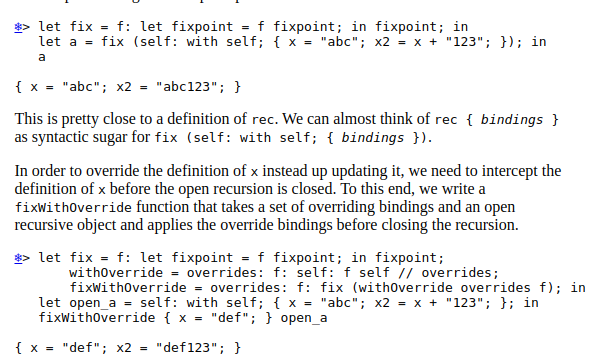 ❄> let fix = f: let fixpoint = f fixpoint; in fixpoint; in
let a = fix (self: with self; { x = "abc"; x2 = x + "123"; }); in
a
{ x = "abc"; x2 = "abc123"; }
This is pretty close to a definition of rec. We can almost think of rec { bindings }
as syntactic sugar for fix (self: with self; { bindings }).
In order to override the definition of x instead up updating it, we need to intercept the
definition of x before the open recursion is closed. To this end, we write a
fixWithOverride function that takes a set of overriding bindings and an open
recursive object and applies the override bindings before closing the recursion.
❄> let fix = f: let fixpoint = f fixpoint; in fixpoint;
withOverride = overrides: f: self: f self // overrides;
fixWithOverride = overrides: f: fix (withOverride overrides f); in
let open_a = self: with self; { x = "abc"; x2 = x + "123"; }; in
fixWithOverride { x = "def"; } open_a
{ x = "def"; x2 = "def123"; }